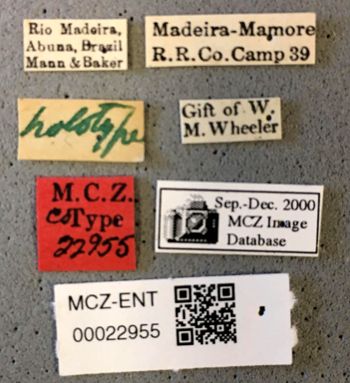 Rio Madeira,
Abuna, Brazil
Mann & Baker
Madeira-Mamore
R.R.Co.Camp 39
holotype
Gift of W.
M. Wheeler
M.C.Z.
CoType
22955
Sep.-Dec. 2000
MCZ Image
Database
MCZ-ENT
00022955